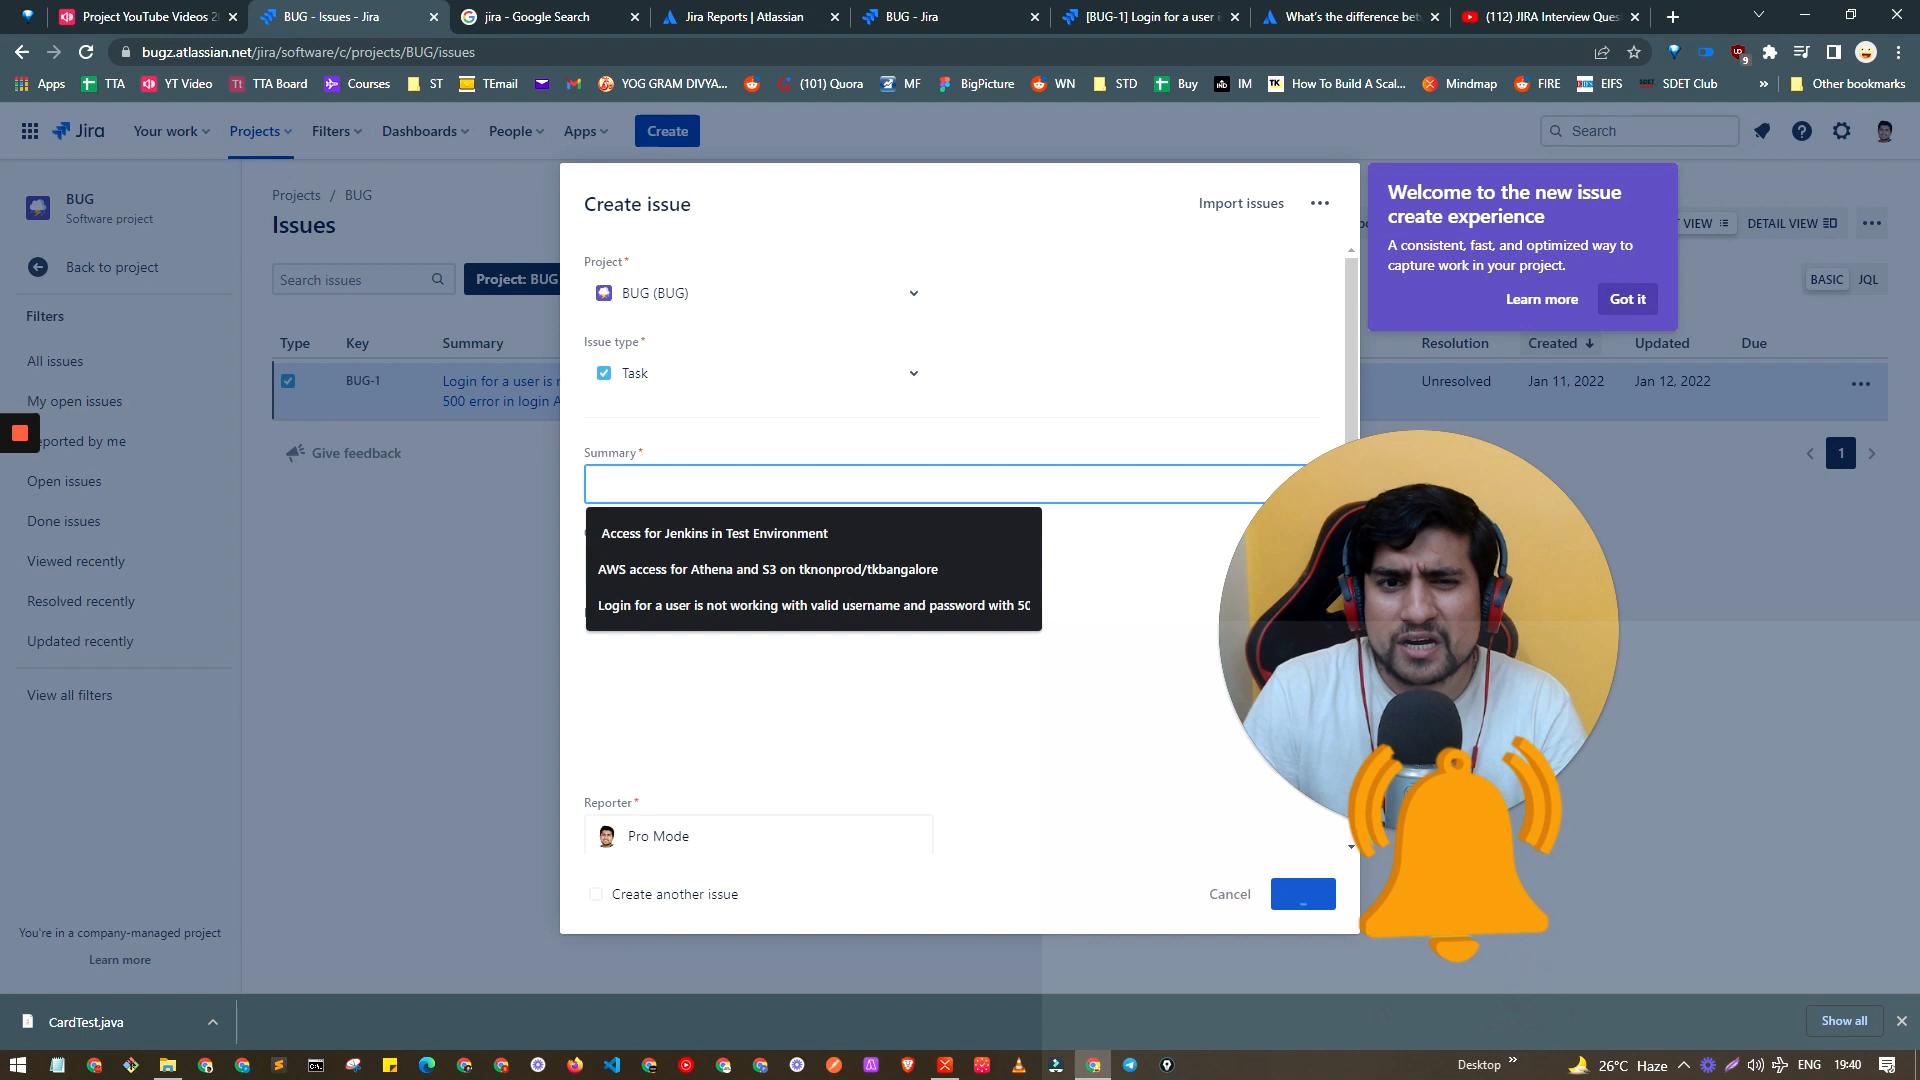 Project YouTube Videos 2
BUG - Issues - Jira
jira - Google Search
Jira Reports | Atlassian
BUG - Jira
[BUG-1] Login for a user
What's the difference bet
(112) JIRA Interview Ques
bugz.atlassian.net/jira/software/c/projects/BUG/issues
9
Apps
TTA
YT Video
TTA Board
Courses
ST
TEmail
YOG GRAM DIVYA...
(101) Quora
MF
BigPicture
WN
STD
Buy
IM
How To Build A Scal...
Mindmap
FIRE
EIFS
SDET Club
»
Other bookmarks
Jira
Your work
Projects
Filters
Dashboards
People
Apps
Create
Search
BUG
Software project
Back to project
Filters
All issues
My open issues
eported by me
Open issues
Done issues
Viewed recently
Resolved recently
Updated recently
View all filters
You're in a company-managed project
Learn more
Projects / BUG
Issues
Search issues
Project: BUG
Type
Key
Summary
BUG-1
Login for a user is
500 error in login A
Give feedback
Create issue
Import issues
Project*
BUG (BUG)
Issue type*
Task
Summary*
Access for Jenkins in Test Environment
AWS access for Athena and S3 on tknonprod/tkbangalore
Login for a user is not working with valid username and password with 50
Reporter*
Pro Mode
Create another issue
Cancel
Welcome to the new issue
create experience
A consistent, fast, and optimized way to
capture work in your project.
Learn more
Got it
VIEW
DETAIL VIEW
BASIC
JQL
Resolution
Created
Updated
Due
Unresolved
Jan 11, 2022
Jan 12, 2022
1
CardTest.java
Show all
Desktop
»
26°C Haze
ENG
19:40